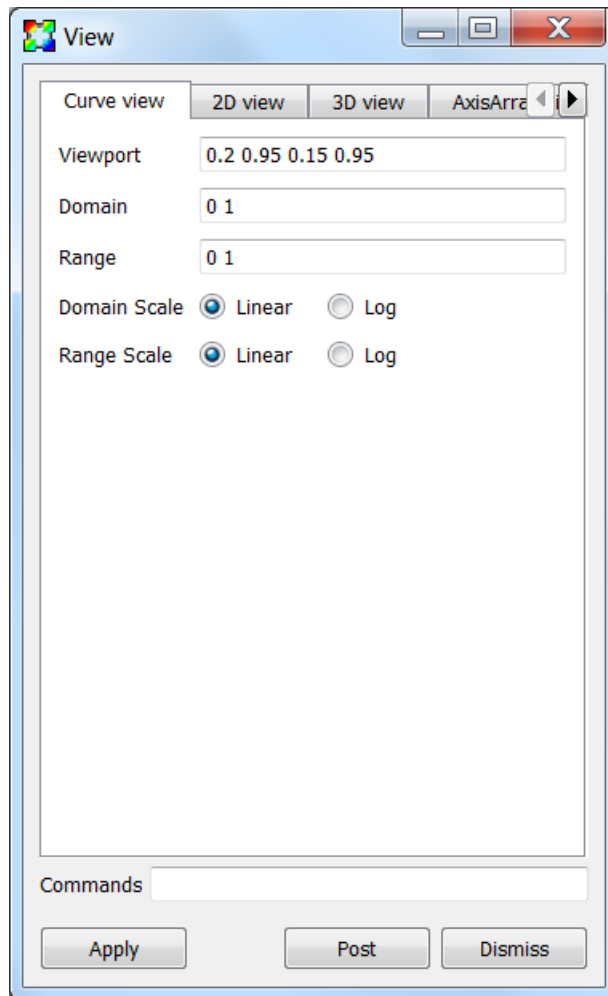 View
Curve view 2D view 3D view AxisArra
Viewport 0.2 0.95 0.15 0.95
Domain 0 1
Range 0 1
Domain Scale Linear Log
Range Scale Linear Log
Commands
Apply Post Dismiss